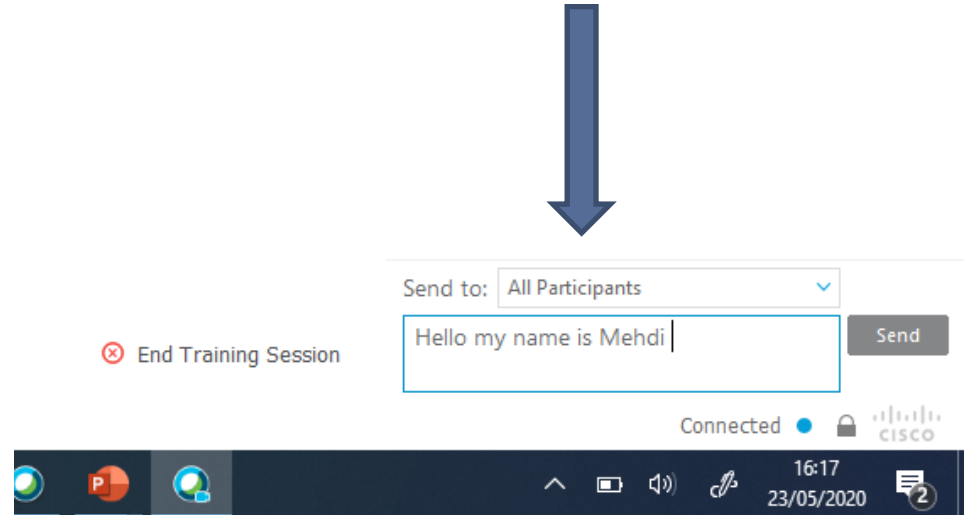 Send to: All Participants
Hello my name is Mehdi
Send
End Training Session
Connected
CISCO
P
16:17
23/05/2020
2